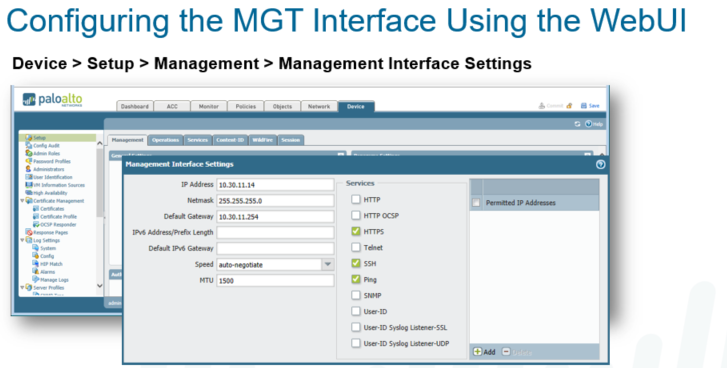 Configuring the MGT Interface Using the WebUI
Device > Setup > Management > Management Interface Settings
paloalto
NETWORKS
Dashboard ACC Monitor Policies Objects Network Device
Commit Save
Help
Setup
Config Audit
Admin Roles
Password Profiles
Administrators
User Identification
VM Information Sources
High Availability
Certificate Management
Certificates
Certificate Profile
OCSP Responder
Response Pages
Log Settings
System
Config
HIP Match
Alarms
Manage Logs
Server Profiles
Management Operations Services Content-ID WildFire Session
Management Interface Settings
IP Address 10.30.11.14
Netmask 255.255.255.0
Default Gateway 10.30.11.254
IPv6 Address/Prefix Length
Default IPv6 Gateway
Speed auto-negotiate
MTU 1500
Services
HTTP
HTTP OCSP
HTTPS
Telnet
SSH
Ping
SNMP
User-ID
User-ID Syslog Listener-SSL
User-ID Syslog Listener-UDP
Permitted IP Addresses
Add Delete